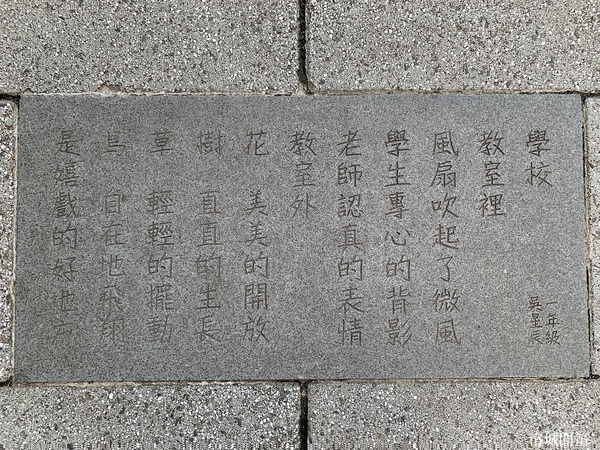 學校
一年級
吳星辰
教室裡
風扇吹起了微風
學生專心的背影
老師認真的表情
教室外
花 美美的開放
樹 直直的生長
草 輕輕的擺動
鳥 自在地飛翔
是嬉戲的好地方